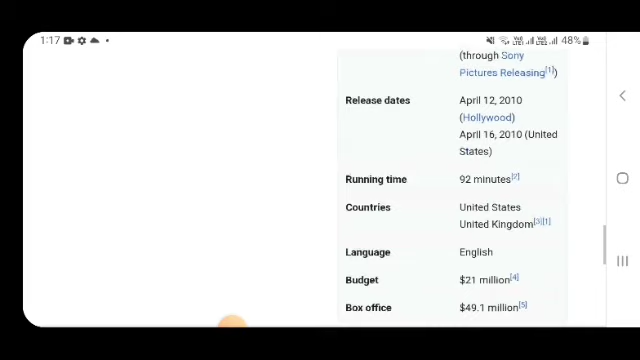 1:17
48%
(through Sony
Pictures Releasing[1])
Release dates
April 12, 2010
(Hollywood)
April 16, 2010 (United
States)
Running time
92 minutes[2]
Countries
United States
United Kingdom[3][1]
Language
English
Budget
$21 million[4]
Box office
$49.1 million[5]